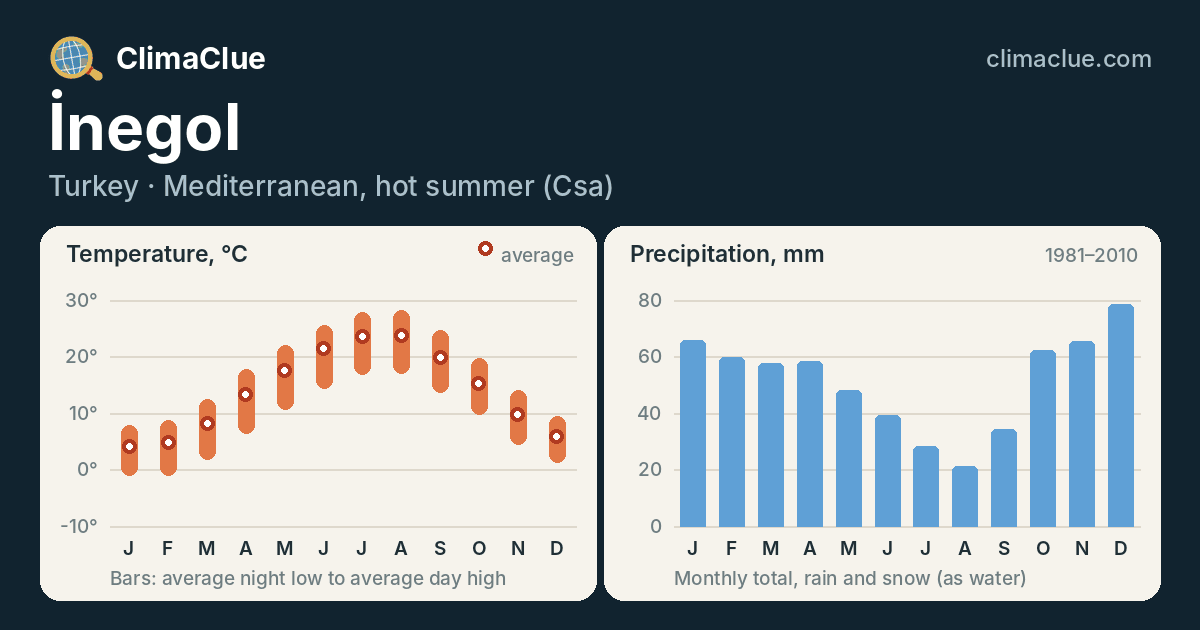 ClimaClue
climaclue.com
İnegol
Turkey · Mediterranean, hot summer (Csa)
Temperature, °C
average
30°
20°
10°
0°
-10°
J F M A M J J A S O N D
Bars: average night low to average day high
Precipitation, mm
1981–2010
80
60
40
20
0
J F M A M J J A S O N D
Monthly total, rain and snow (as water)